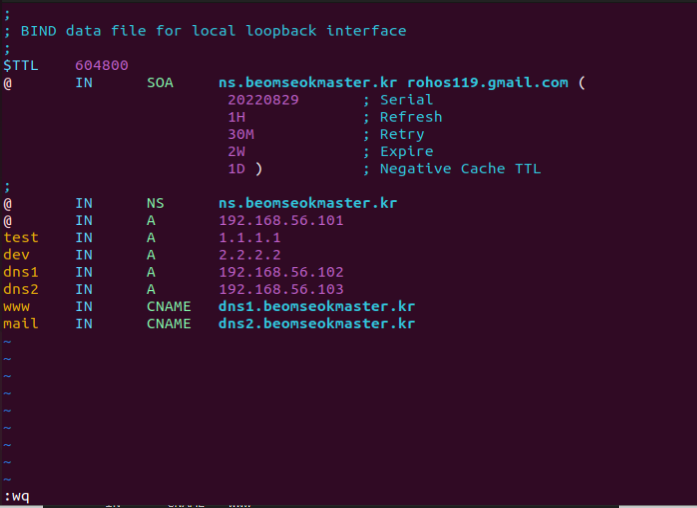 ;
; BIND data file for local loopback interface
;
$TTL 604800
@ IN SOA ns.beomseokmaster.kr rohos119.gmail.com (
20220829 ; Serial
1H ; Refresh
30M ; Retry
2W ; Expire
1D ) ; Negative Cache TTL
;
@ IN NS ns.beomseokmaster.kr
@ IN A 192.168.56.101
test IN A 1.1.1.1
dev IN A 2.2.2.2
dns1 IN A 192.168.56.102
dns2 IN A 192.168.56.103
www IN CNAME dns1.beomseokmaster.kr
mail IN CNAME dns2.beomseokmaster.kr
~
~
~
~
~
~
~
~
~
:wq